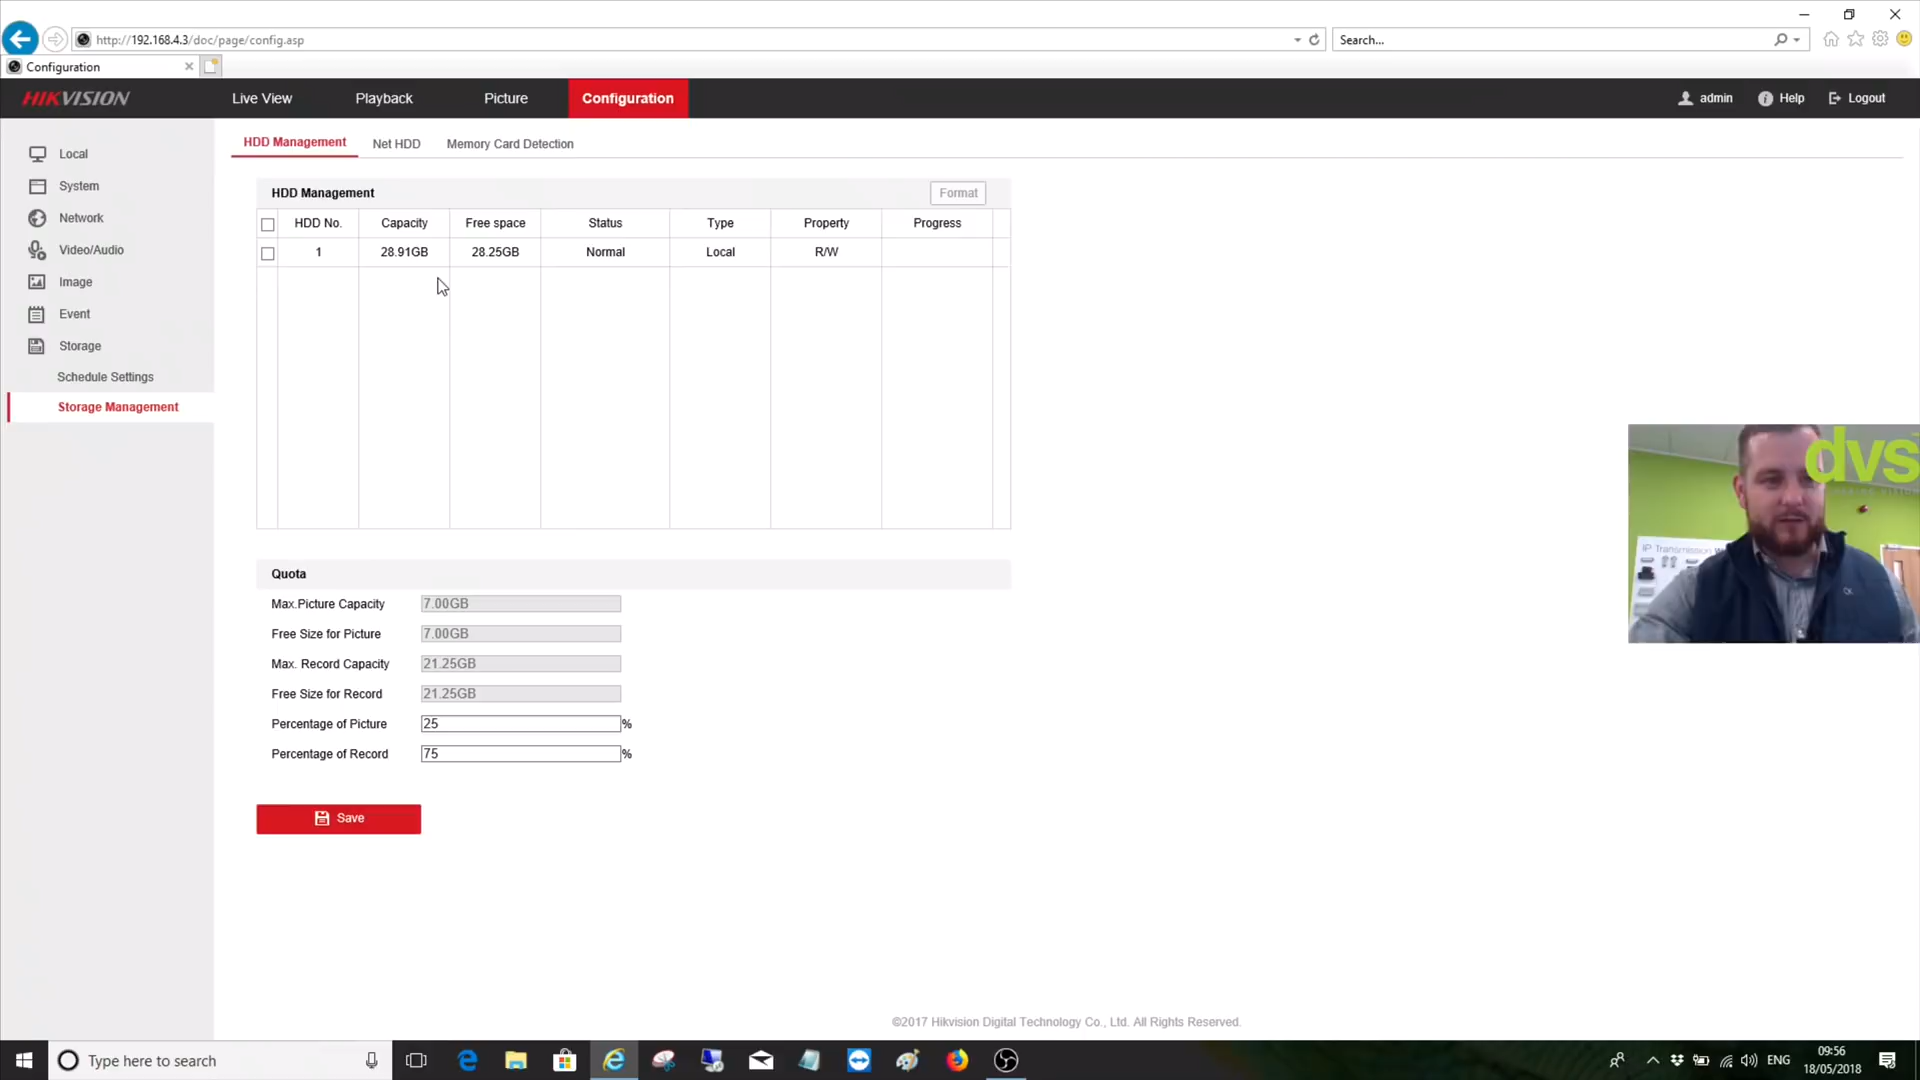 http://192.168.4.3/doc/page/config.asp
Search...
Configuration
HIKVISION
Live View
Playback
Picture
Configuration
admin
Help
Logout
Local
System
Network
Video/Audio
Image
Event
Storage
Schedule Settings
Storage Management
HDD Management
Net HDD
Memory Card Detection
HDD Management
Format
HDD No. Capacity Free space Status Type Property Progress
1 28.91GB 28.25GB Normal Local R/W
Quota
Max.Picture Capacity 7.00GB
Free Size for Picture 7.00GB
Max. Record Capacity 21.25GB
Free Size for Record 21.25GB
Percentage of Picture 25 %
Percentage of Record 75 %
Save
dvs
IP Transmission
©2017 Hikvision Digital Technology Co., Ltd. All Rights Reserved.
Type here to search
ENG
09:56
18/05/2018